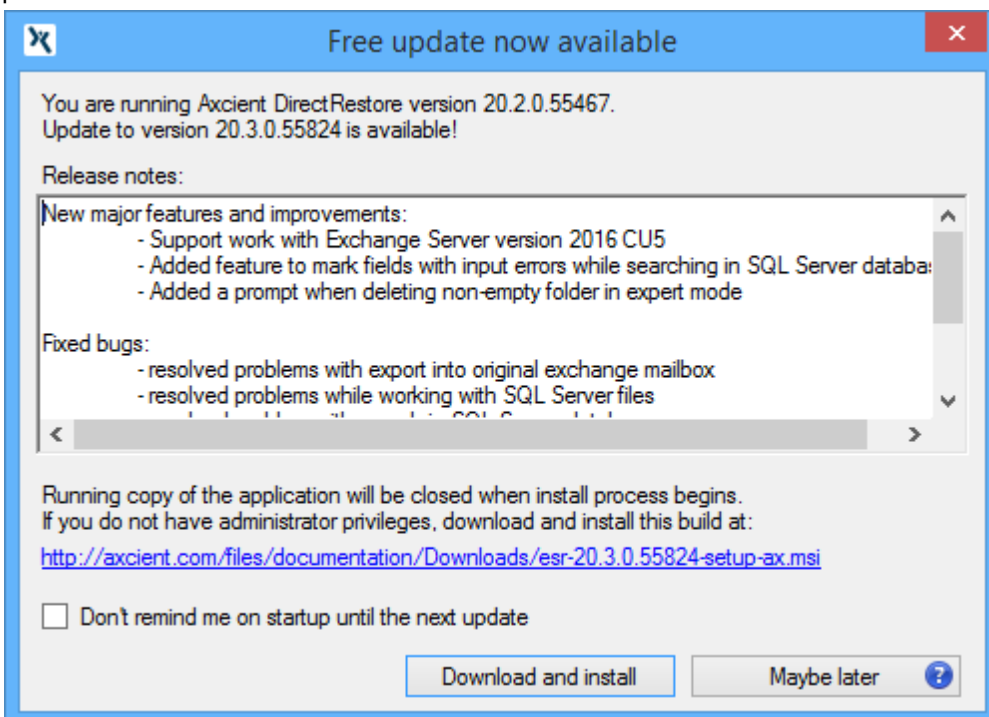 Free update now available
You are running Axcient DirectRestore version 20.2.0.55467.
Update to version 20.3.0.55824 is available!
Release notes:
New major features and improvements:
- Support work with Exchange Server version 2016 CU5
- Added feature to mark fields with input errors while searching in SQL Server
- Added a prompt when deleting non-empty folder in expert mode
Fixed bugs:
- resolved problems with export into original exchange mailbox
- resolved problems while working with SQL Server files
Running copy of the application will be closed when install process begins.
If you do not have administrator privileges, download and install this build at:
http://axcient.com/files/documentation/Downloads/esr-20.3.0.55824-setup-ax.msi
Don't remind me on startup until the next update
Download and install
Maybe later